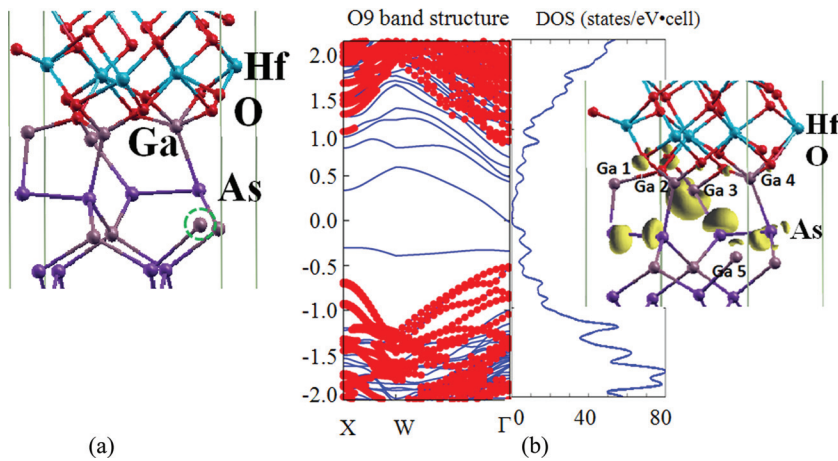 (a)
Hf
O
Ga
As
O9 band structure
DOS (states/eV•cell)
2.0
1.5
1.0
0.5
0.0
-0.5
-1.0
-1.5
-2.0
X W Γ
0 40 80
Hf
O
Ga 1
Ga 2
Ga 3
Ga 4
As
Ga 5
(a)
(b)